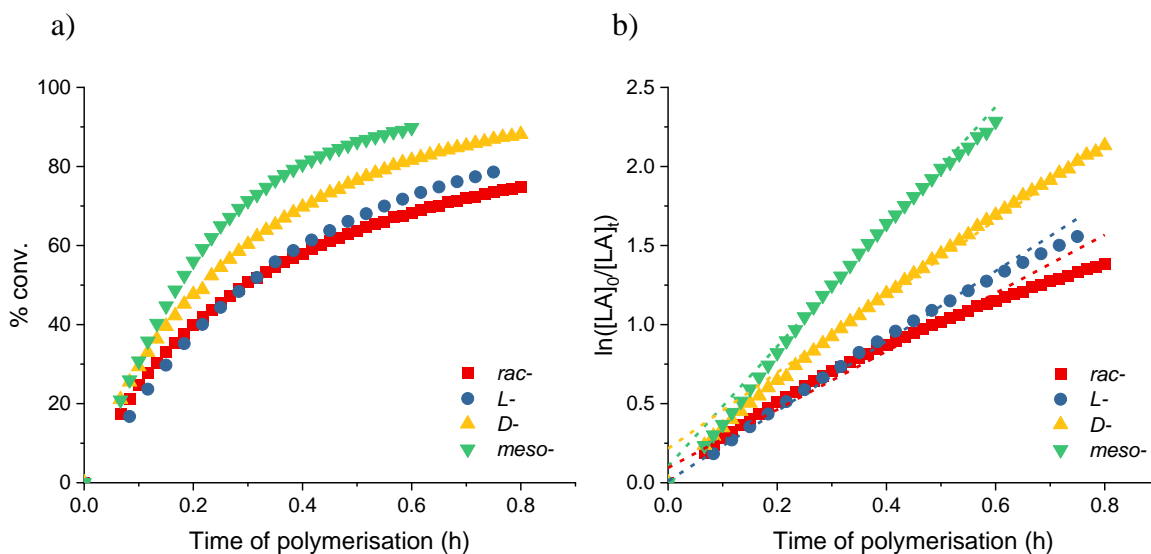 a)
100
80
60
40
20
0
% conv.
0.0 0.2 0.4 0.6 0.8
Time of polymerisation (h)
rac-
L-
D-
meso-
b)
2.5
2.0
1.5
1.0
0.5
0.0
ln([LA]0/[LA]t)
0.0 0.2 0.4 0.6 0.8
Time of polymerisation (h)
rac-
L-
D-
meso-